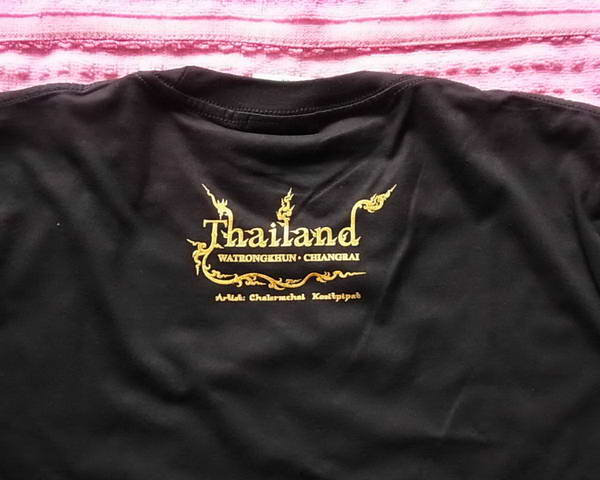 Thailand
WATRONGKHUN • CHIANGRAI
Artist: Chalermchai Kositpipat